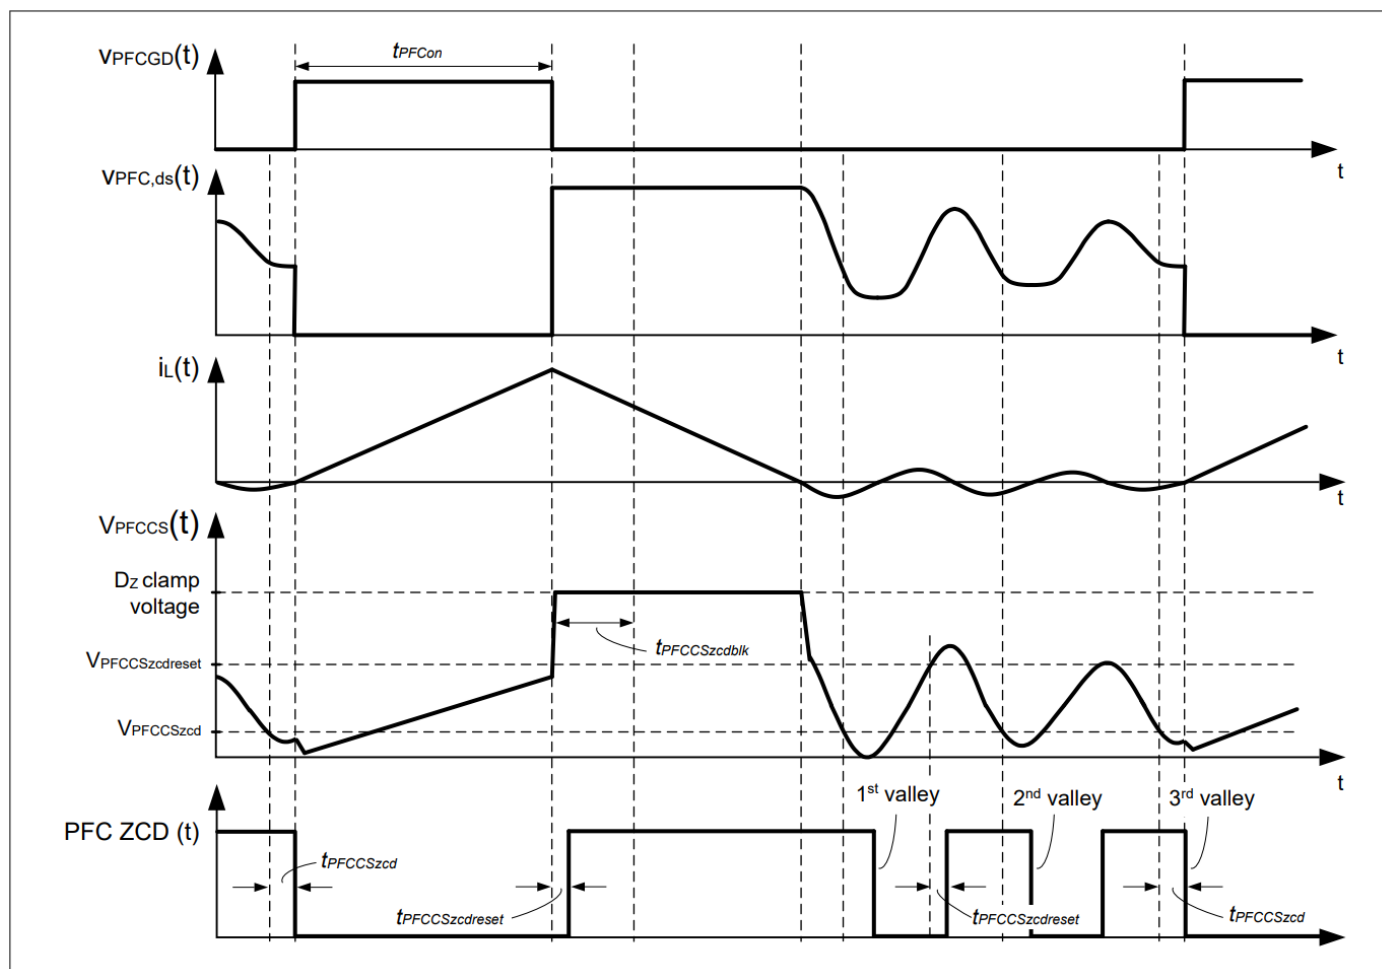 vPFCGD(t)
tPFCon
t
vPFC,ds(t)
t
iL(t)
t
VPFCCS(t)
DZ clamp
voltage
tPFCCSzcdblk
VPFCCSzcdreset
VPFCCSzcd
t
1st valley
2nd valley
3rd valley
PFC ZCD (t)
tPFCCSzcd
tPFCCSzcdreset
tPFCCSzcdreset
tPFCCSzcd
t